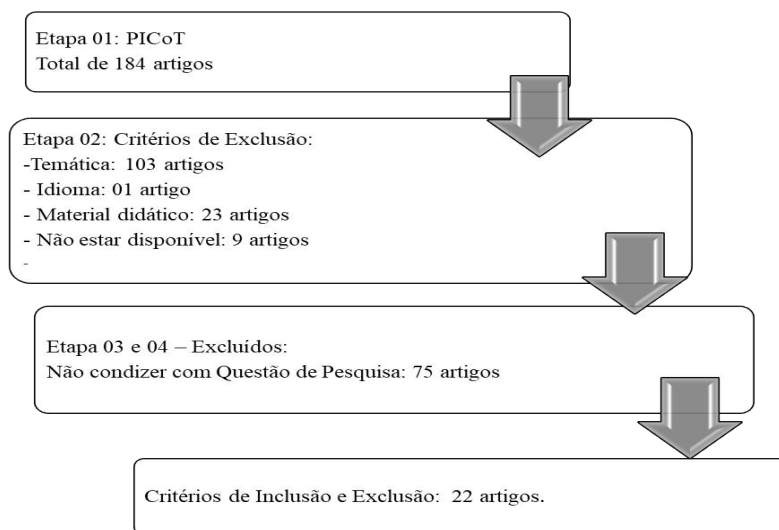 Etapa 01: PICoT
Total de 184 artigos
Etapa 02: Critérios de Exclusão:
-Temática: 103 artigos
- Idioma: 01 artigo
- Material didático: 23 artigos
- Não estar disponível: 9 artigos
-
Etapa 03 e 04 – Excluídos:
Não condizer com Questão de Pesquisa: 75 artigos
Critérios de Inclusão e Exclusão: 22 artigos.